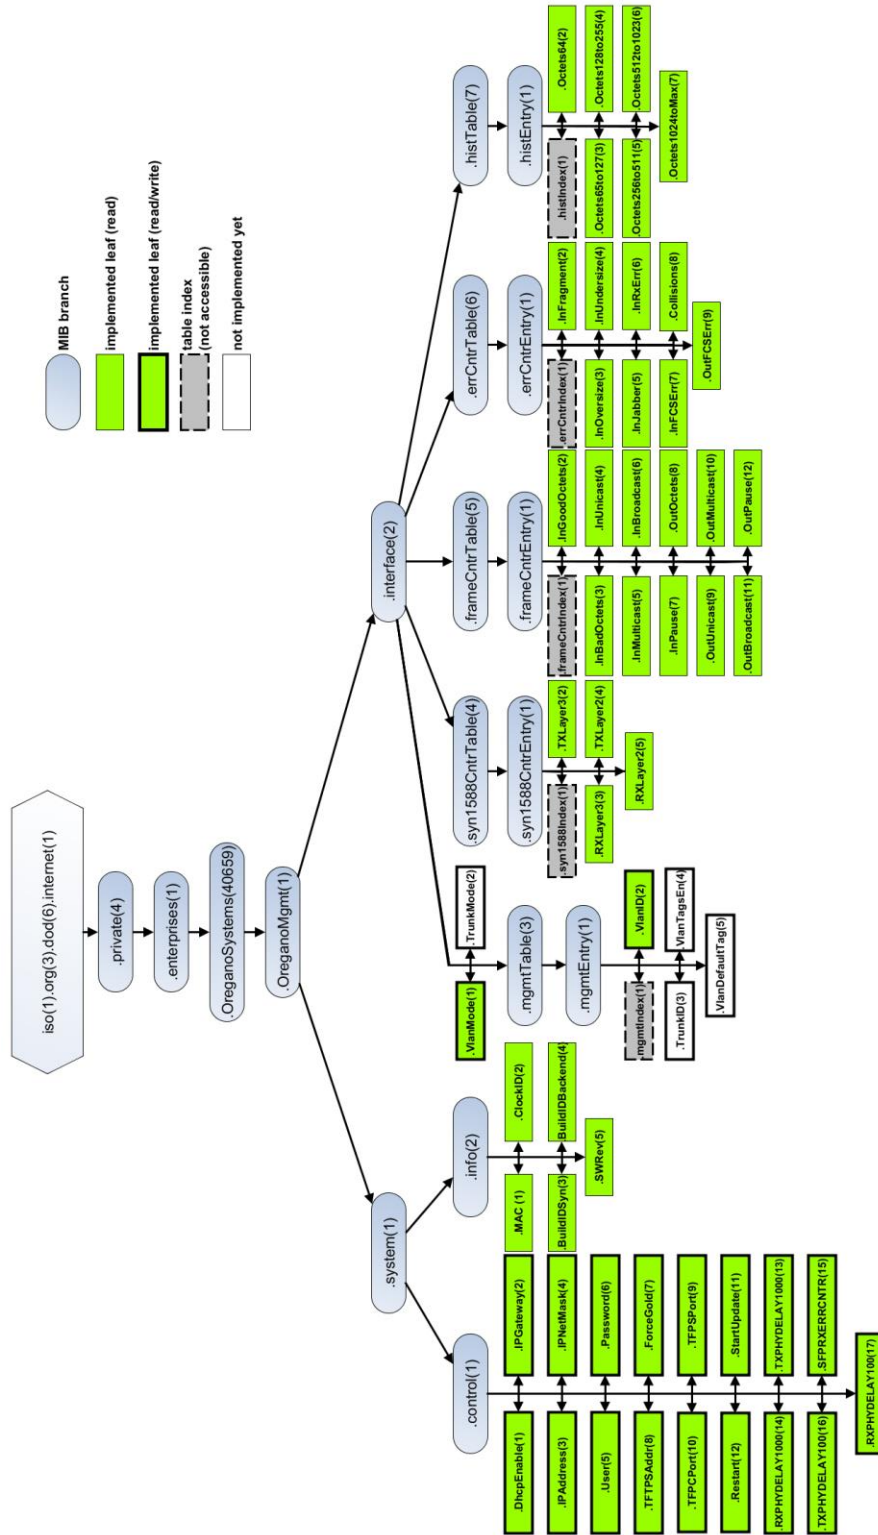 iso(1).org(3).dod(6).internet(1)
.private(4)
.enterprises(1)
.OreganoSystems(40659)
.OreganoMgmt(1)
MIB branch
implemented leaf (read)
implemented leaf (read/write)
table index
(not accessible)
not implemented yet
.system(1)
.interface(2)
.control(1)
.info(2)
.DhcpEnable(1)
.IPGateway(2)
.IPAddress(3)
.IPNetMask(4)
.User(5)
.Password(6)
.TFTPSAddr(8)
.ForceGold(7)
.TFPCPort(10)
.TFPSPort(9)
.Restart(12)
.StartUpdate(11)
.RXPHYDELAY1000(14)
.TXPHYDELAY1000(13)
.TXPHYDELAY100(16)
.SFPRXERRCNTR(15)
.RXPHYDELAY100(17)
.MAC (1)
.ClockID(2)
.BuildIDSyn(3)
BuildIDBackend(4)
.SWRev(5)
.VlanMode(1)
.TrunkMode(2)
.mgmtTable(3)
.mgmtEntry(1)
.mgmtIndex(1)
.VlanID(2)
.TrunkID(3)
.VlanTagsEn(4)
.VlanDefaultTag(5)
.syn1588CntrTable(4)
.syn1588CntrEntry(1)
.syn1588Index(1)
.TXLayer3(2)
.RXLayer3(3)
.TXLayer2(4)
.RXLayer2(5)
.frameCntrTable(5)
.frameCntrEntry(1)
.frameCntrIndex(1)
.InGoodOctets(2)
.InBadOctets(3)
.InUnicast(4)
.InMulticast(5)
.InBroadcast(6)
.InPause(7)
.OutOctets(8)
.OutUnicast(9)
.OutMulticast(10)
.OutBroadcast(11)
.OutPause(12)
.errCntrTable(6)
.errCntrEntry(1)
.errCntrIndex(1)
.InFragment(2)
.InOversize(3)
.InUndersize(4)
.InJabber(5)
.InRxErr(6)
.InFCSErr(7)
.Collisions(8)
.OutFCSErr(9)
.histTable(7)
.histEntry(1)
.histIndex(1)
.Octets64(2)
.Octets65to127(3)
.Octets128to255(4)
.Octets256to511(5)
.Octets512to1023(6)
.Octets1024toMax(7)